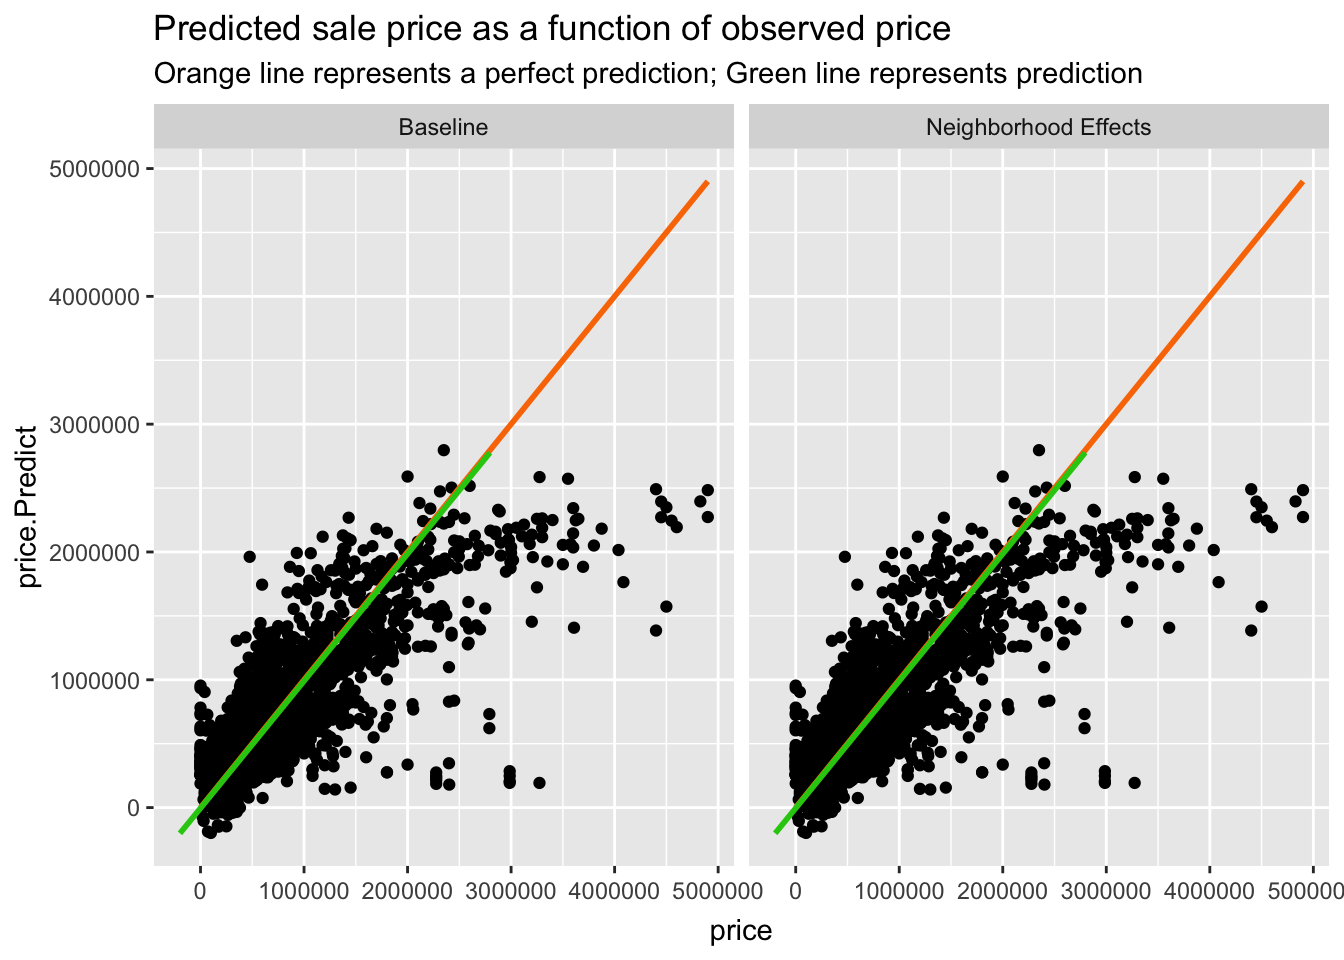 Predicted sale price as a function of observed price
Orange line represents a perfect prediction; Green line represents prediction
Baseline
Neighborhood Effects
price.Predict
5000000
4000000
3000000
2000000
1000000
0
0 1000000 2000000 3000000 4000000 5000000
0 1000000 2000000 3000000 4000000 5000000
price